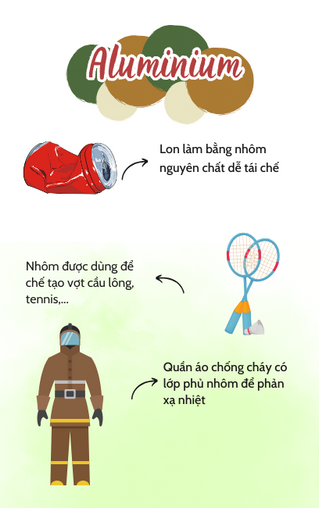 Aluminium
Lon làm bằng nhôm
nguyên chất dễ tái chế
Nhôm được dùng để
chế tạo vợt cầu lông,
tennis,...
Quần áo chống cháy có
lớp phủ nhôm để phản
xạ nhiệt